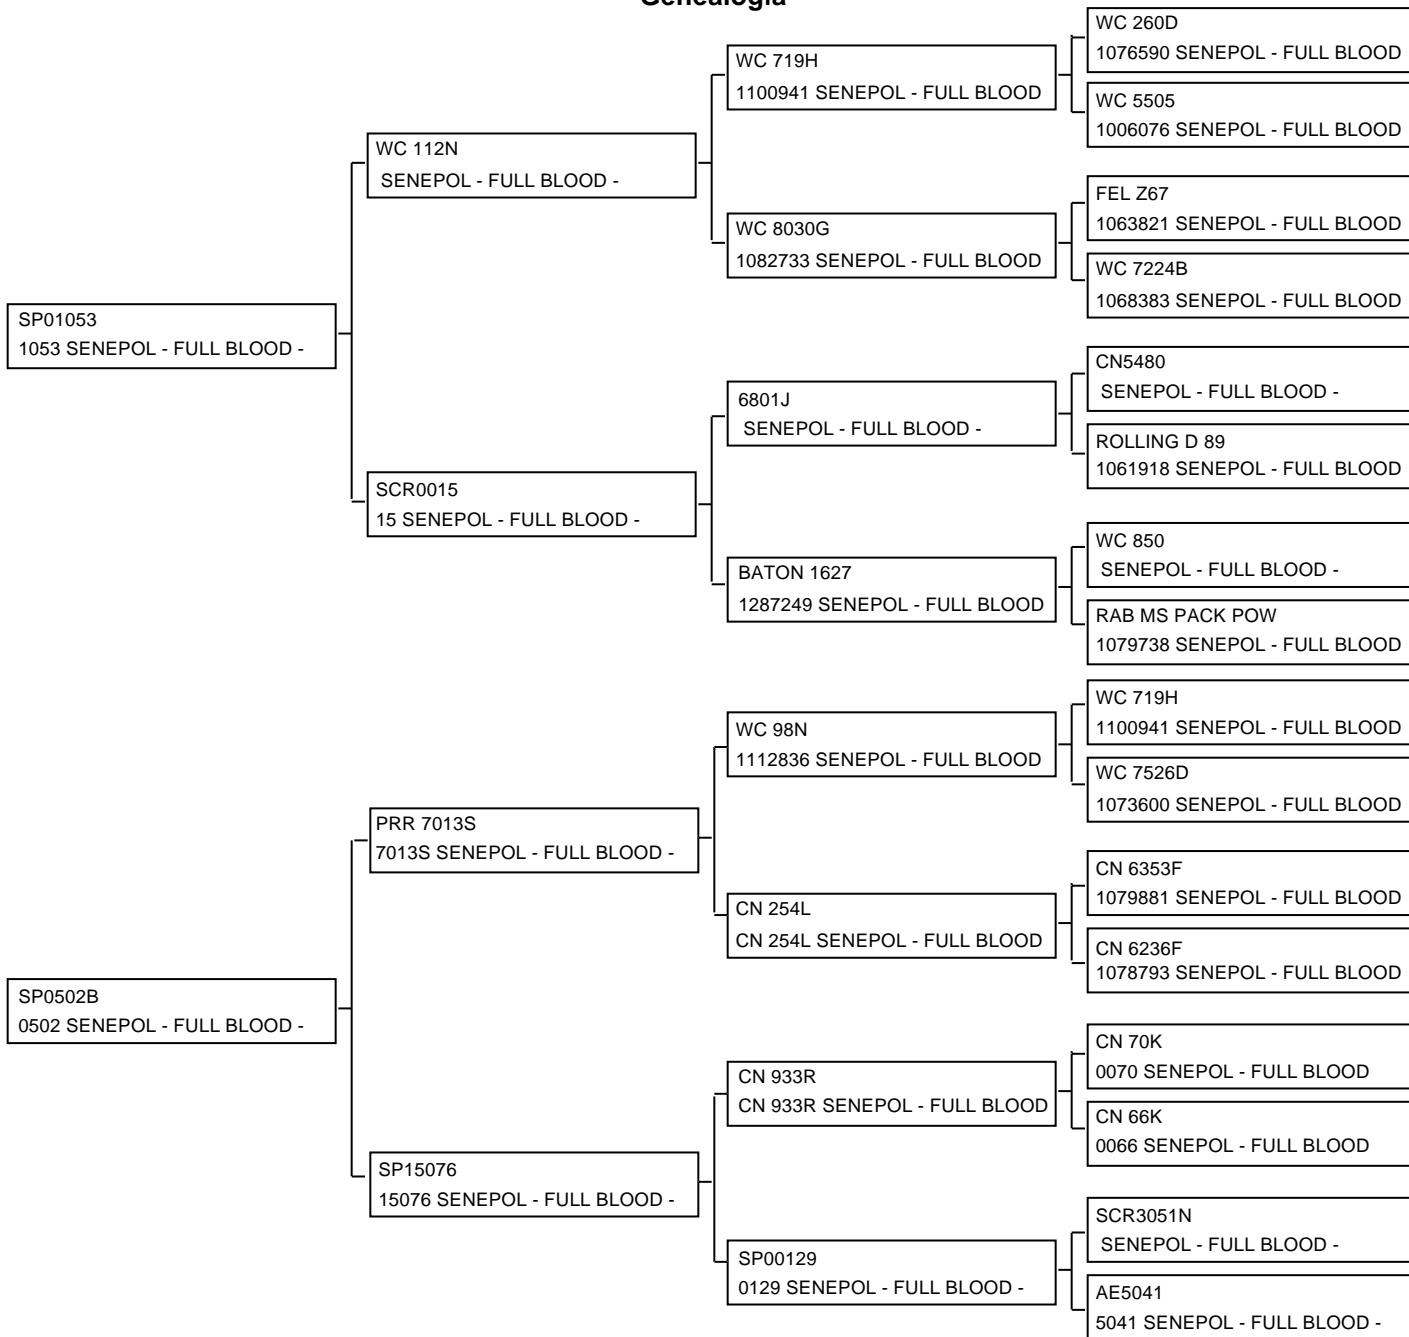 Genealogia
WC 260D
1076590 SENEPOL - FULL BLOOD
WC 719H
1100941 SENEPOL - FULL BLOOD
WC 5505
1006076 SENEPOL - FULL BLOOD
WC 112N
SENEPOL - FULL BLOOD -
FEL Z67
1063821 SENEPOL - FULL BLOOD
WC 8030G
1082733 SENEPOL - FULL BLOOD
WC 7224B
1068383 SENEPOL - FULL BLOOD
SP01053
1053 SENEPOL - FULL BLOOD -
CN5480
SENEPOL - FULL BLOOD -
6801J
SENEPOL - FULL BLOOD -
ROLLING D 89
1061918 SENEPOL - FULL BLOOD
SCR0015
15 SENEPOL - FULL BLOOD -
WC 850
SENEPOL - FULL BLOOD -
BATON 1627
1287249 SENEPOL - FULL BLOOD
RAB MS PACK POW
1079738 SENEPOL - FULL BLOOD
WC 719H
1100941 SENEPOL - FULL BLOOD
WC 98N
1112836 SENEPOL - FULL BLOOD
WC 7526D
1073600 SENEPOL - FULL BLOOD
PRR 7013S
7013S SENEPOL - FULL BLOOD -
CN 6353F
1079881 SENEPOL - FULL BLOOD
CN 254L
CN 254L SENEPOL - FULL BLOOD
CN 6236F
1078793 SENEPOL - FULL BLOOD
SP0502B
0502 SENEPOL - FULL BLOOD -
CN 70K
0070 SENEPOL - FULL BLOOD
CN 933R
CN 933R SENEPOL - FULL BLOOD
CN 66K
0066 SENEPOL - FULL BLOOD
SP15076
15076 SENEPOL - FULL BLOOD -
SCR3051N
SENEPOL - FULL BLOOD -
SP00129
0129 SENEPOL - FULL BLOOD -
AE5041
5041 SENEPOL - FULL BLOOD -